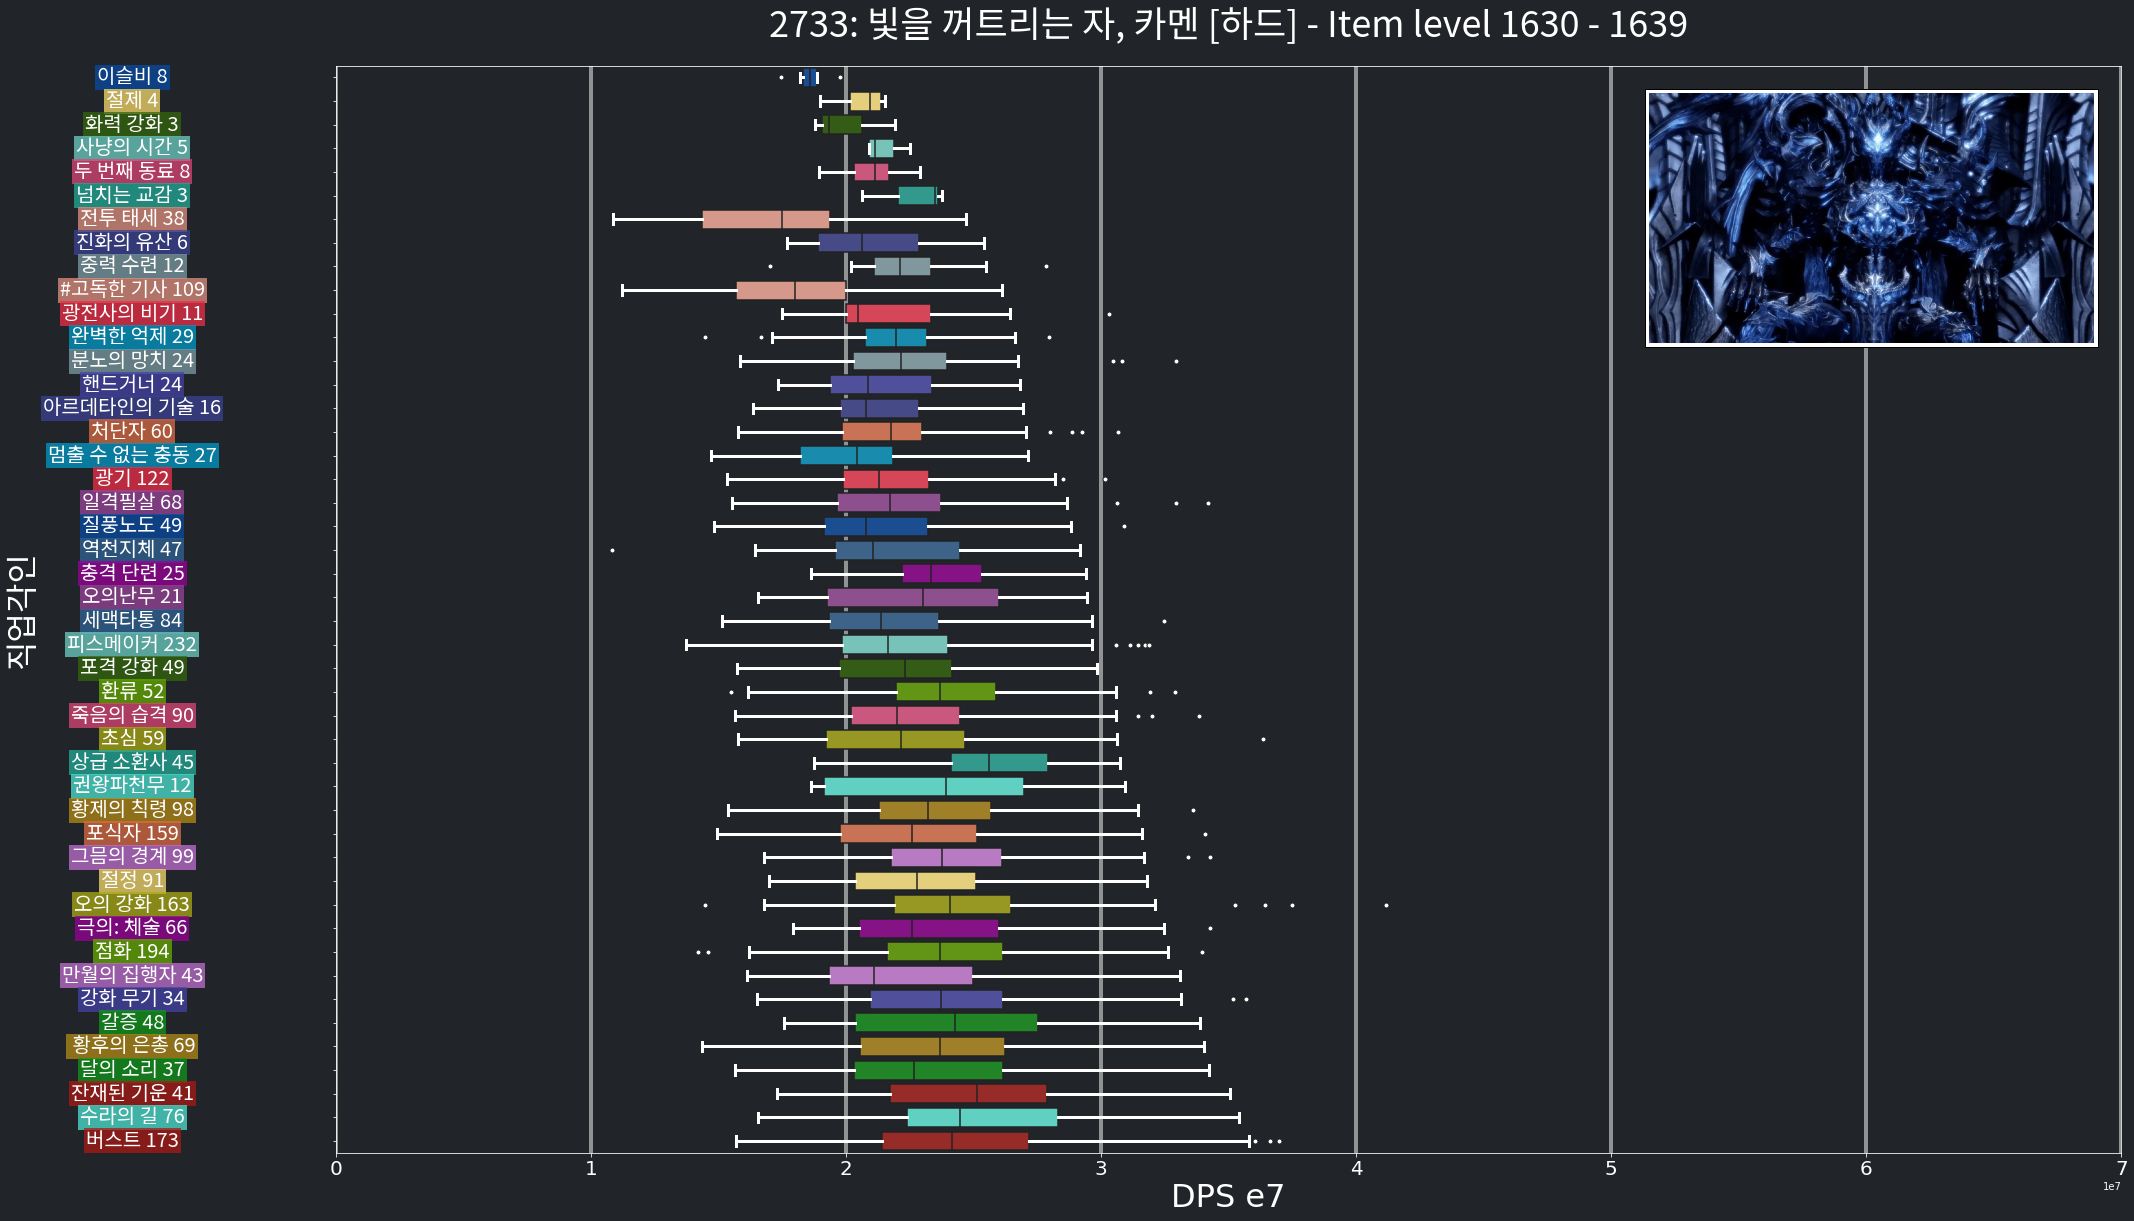 2733: 빛을 꺼트리는 자, 카멘 [하드] - Item level 1630 - 1639
이슬비 8
절제 4
화력 강화 3
사냥의 시간 5
두 번째 동료 8
넘치는 교감 3
전투 태세 38
진화의 유산 6
중력 수련 12
#고독한 기사 109
광전사의 비기 11
완벽한 억제 29
분노의 망치 24
핸드거너 24
아르데타인의 기술 16
처단자 60
멈출 수 없는 충동 27
광기 122
일격필살 68
질풍노도 49
역천지체 47
충격 단련 25
오의난무 21
세맥타통 84
피스메이커 232
포격 강화 49
환류 52
죽음의 습격 90
초심 59
상급 소환사 45
권왕파천무 12
황제의 칙령 98
포식자 159
그믐의 경계 99
절정 91
오의 강화 163
극의: 체술 66
점화 194
만월의 집행자 43
강화 무기 34
갈증 48
황후의 은총 69
달의 소리 37
잔재된 기운 41
수라의 길 76
버스트 173
직업각인
0 1 2 3 4 5 6 7
1e7
DPS e7